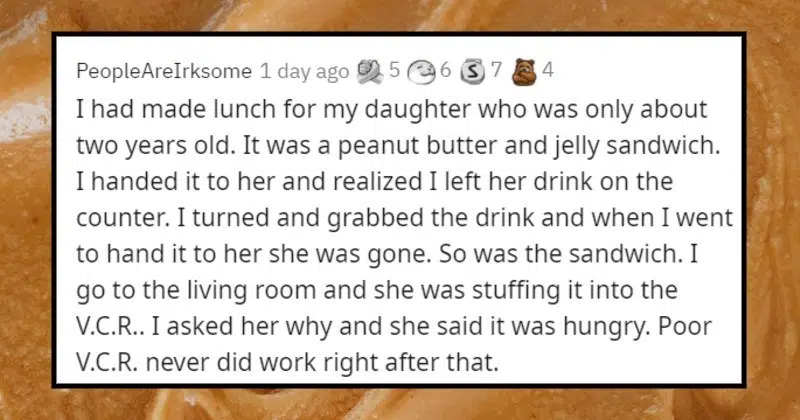 PeopleAreIrksome 1 day ago 5 6 S 7 4
I had made lunch for my daughter who was only about
two years old. It was a peanut butter and jelly sandwich.
I handed it to her and realized I left her drink on the
counter. I turned and grabbed the drink and when I went
to hand it to her she was gone. So was the sandwich. I
go to the living room and she was stuffing it into the
V.C.R.. I asked her why and she said it was hungry. Poor
V.C.R. never did work right after that.